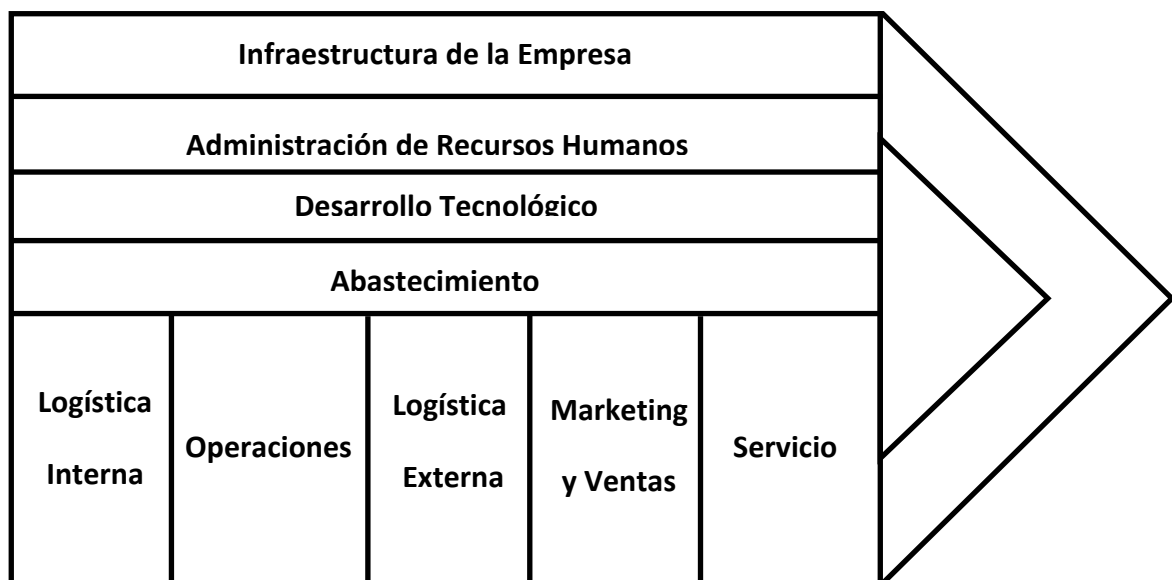 Infraestructura de la Empresa
Administración de Recursos Humanos
Desarrollo Tecnológico
Abastecimiento
Logística
Interna
Operaciones
Logística
Externa
Marketing
y Ventas
Servicio